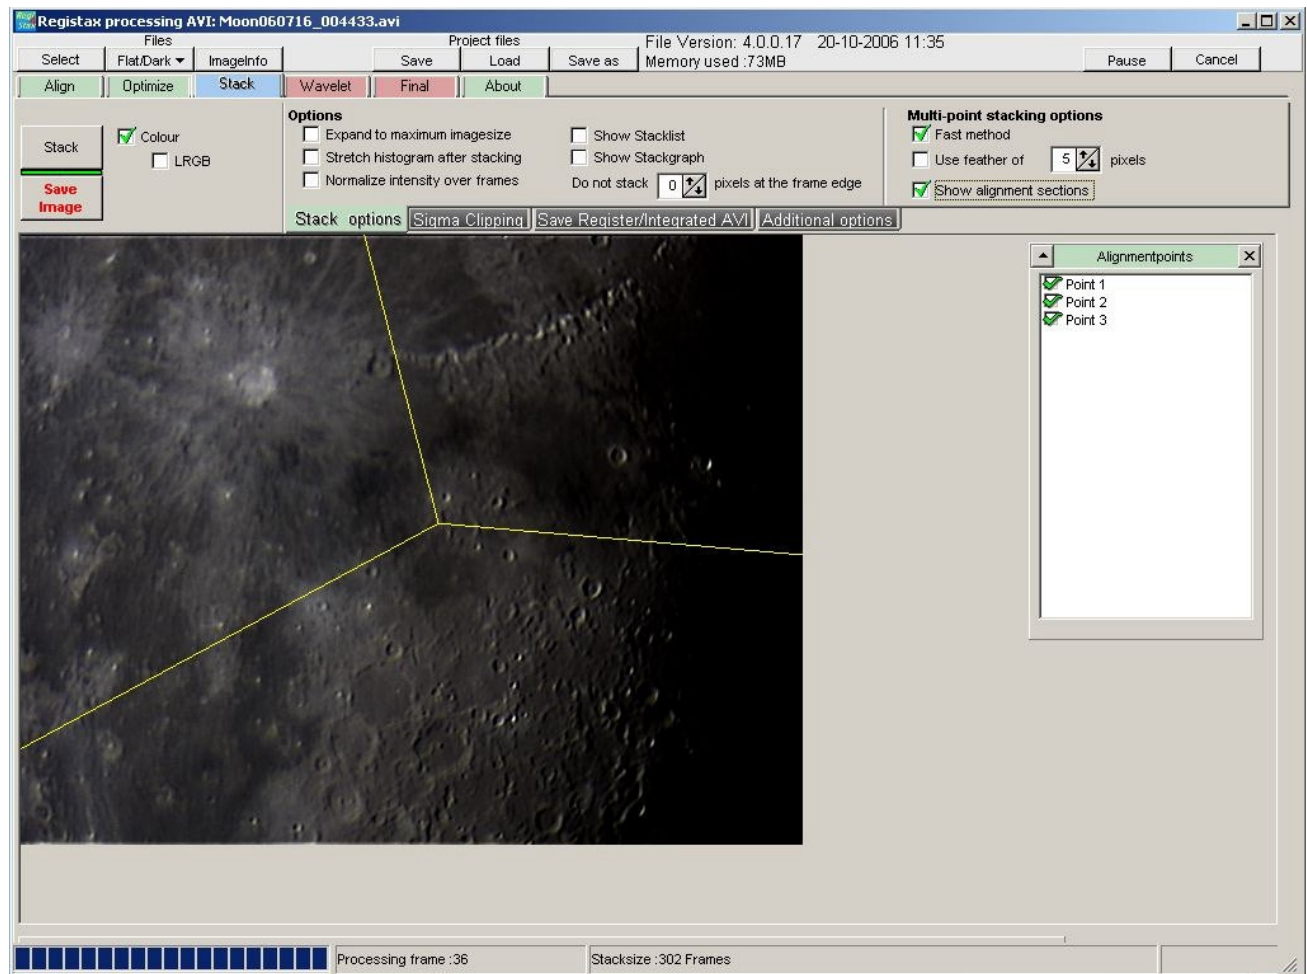 Registax processing AVI: Moon060716_004433.avi
Files Project files File Version: 4.0.0.17 20-10-2006 11:35
Select Flat/Dark ImageInfo Save Load Save as Memory used :73MB Pause Cancel
Align Optimize Stack Wavelet Final About
Options Multi-point stacking options
Stack Colour Expand to maximum imagesize Show Stacklist Fast method
LRGB Stretch histogram after stacking Show Stackgraph Use feather of 5 pixels
Save Image Normalize intensity over frames Do not stack 0 pixels at the frame edge Show alignment sections
Stack options Sigma Clipping Save Register/Integrated AVI Additional options
Alignmentpoints
Point 1
Point 2
Point 3
Processing frame :36 Stacksize :302 Frames